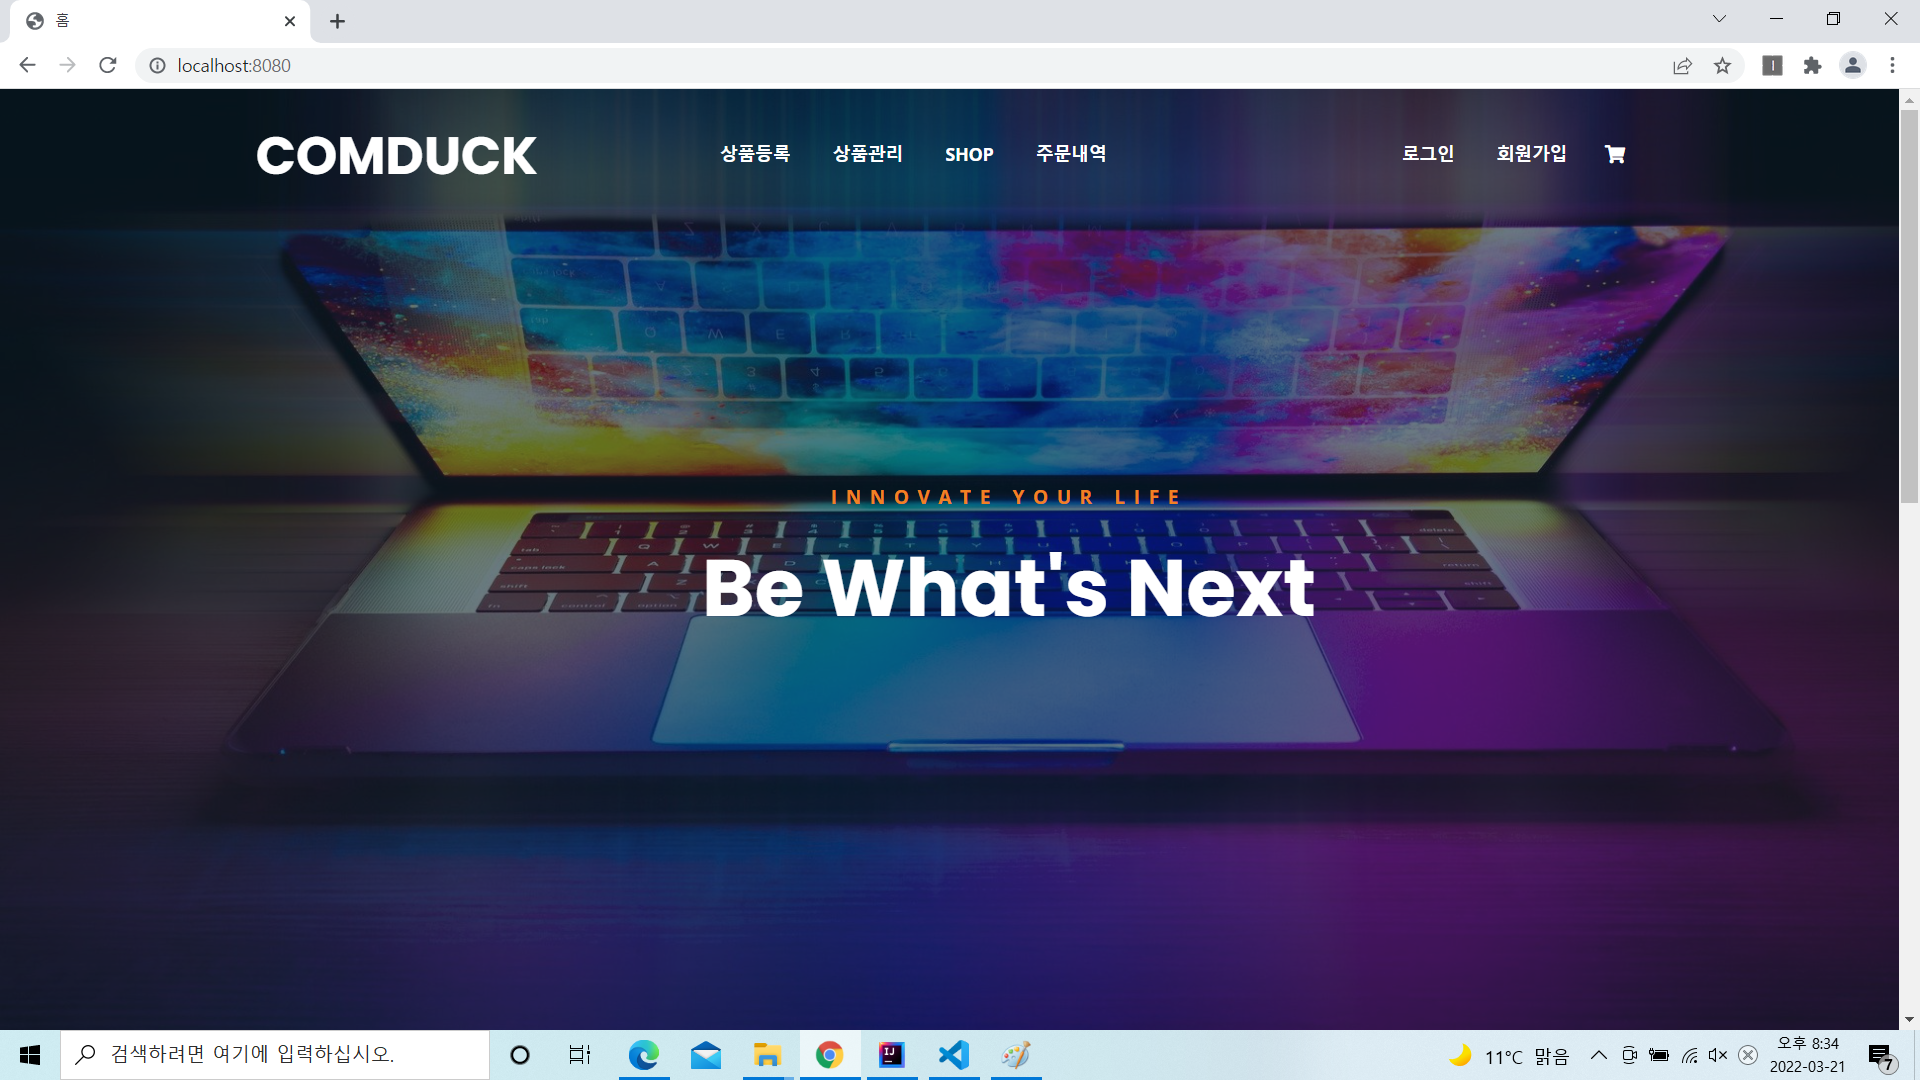 홈
localhost:8080
COMDUCK
상품등록 상품관리 SHOP 주문내역
로그인 회원가입
INNOVATE YOUR LIFE
Be What's Next
검색하려면 여기에 입력하십시오.
11°C 맑음
오후 8:34
2022-03-21
7